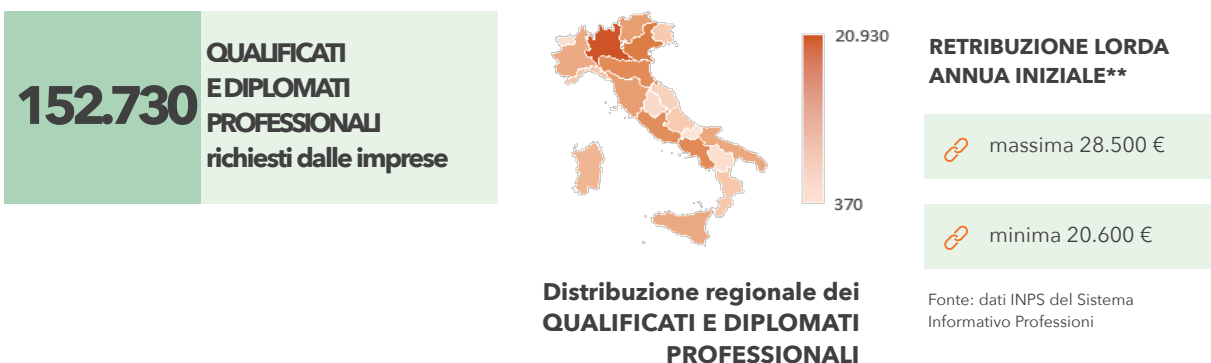 152.730
QUALIFICATI
E DIPLOMATI
PROFESSIONALI
richiesti dalle imprese
20.930
370
Distribuzione regionale dei
QUALIFICATI E DIPLOMATI
PROFESSIONALI
RETRIBUZIONE LORDA
ANNUA INIZIALE**
massima 28.500 €
minima 20.600 €
Fonte: dati INPS del Sistema
Informativo Professioni